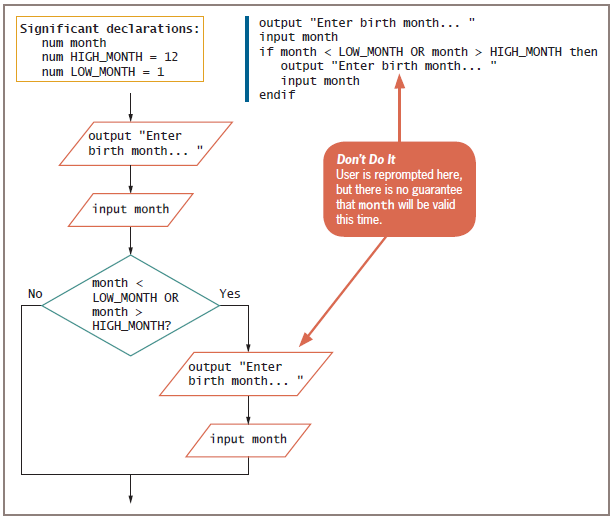 Significant declarations:
num month
num HIGH_MONTH = 12
num LOW_MONTH = 1
output "Enter birth month... "
input month
if month < LOW_MONTH OR month > HIGH_MONTH then
output "Enter birth month... "
input month
endif
output "Enter
birth month... "
input month
Don't Do It
User is reprompted here,
but there is no guarantee
that month will be valid
this time.
month <
LOW_MONTH OR
month >
HIGH_MONTH?
No
Yes
output "Enter
birth month... "
input month